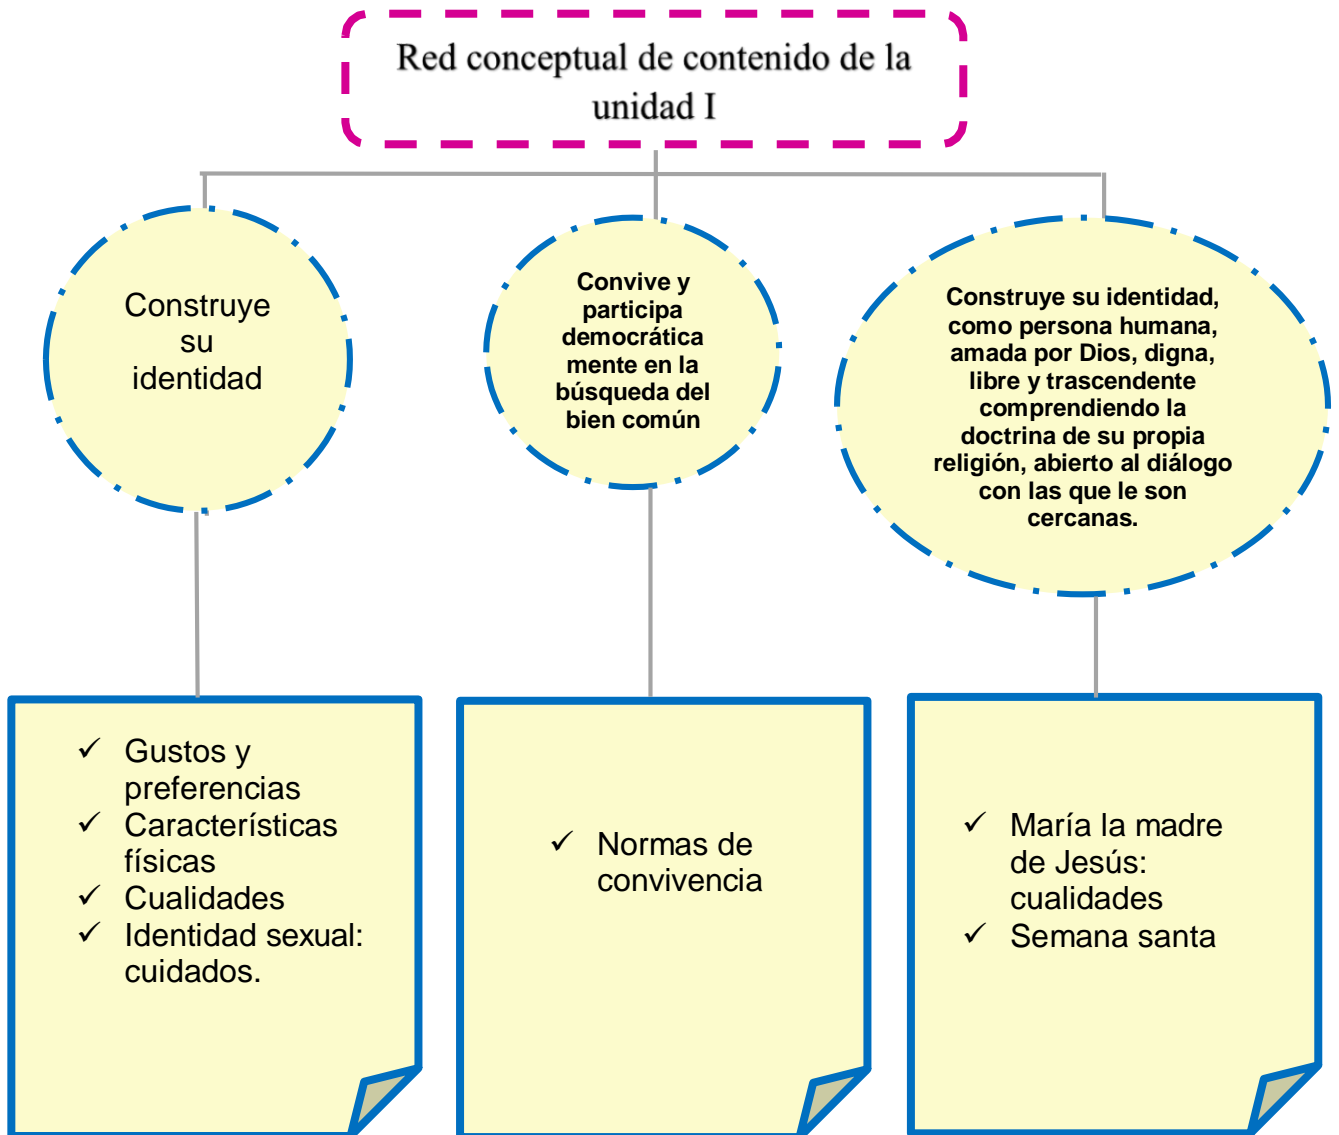 Red conceptual de contenido de la
unidad I
Construye
su
identidad
Convive y
participa
democrática
mente en la
búsqueda del
bien común
Construye su identidad,
como persona humana,
amada por Dios, digna,
libre y trascendente
comprendiendo la
doctrina de su propia
religión, abierto al diálogo
con las que le son
cercanas.
✓ Gustos y
preferencias
✓ Características
físicas
✓ Cualidades
✓ Identidad sexual:
cuidados.
✓ Normas de
convivencia
✓ María la madre
de Jesús:
cualidades
✓ Semana santa